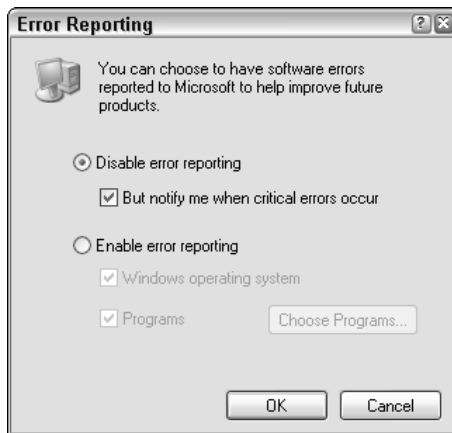 Error Reporting
You can choose to have software errors
reported to Microsoft to help improve future
products.
Disable error reporting
But notify me when critical errors occur
Enable error reporting
Windows operating system
Programs
Choose Programs...
OK
Cancel